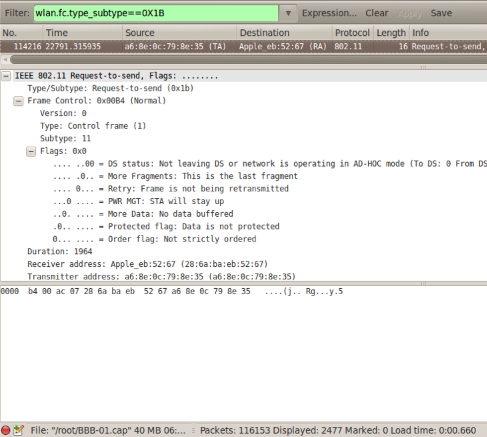 Filter: wlan.fc.type_subtype==0X1B Expression... Clear Apply Save
No. Time Source Destination Protocol Length Info
114216 22791.315935 a6:8e:0c:79:8e:35 (TA) Apple_eb:52:67 (RA) 802.11 16 Request-to-send,
IEEE 802.11 Request-to-send, Flags: ........
Type/Subtype: Request-to-send (0x1b)
Frame Control: 0x00B4 (Normal)
Version: 0
Type: Control frame (1)
Subtype: 11
Flags: 0x0
.... ..00 = DS status: Not leaving DS or network is operating in AD-HOC mode (To DS: 0 From DS
.... .0.. = More Fragments: This is the last fragment
.... 0... = Retry: Frame is not being retransmitted
...0 .... = PWR MGT: STA will stay up
..0. .... = More Data: No data buffered
.0.. .... = Protected flag: Data is not protected
0... .... = Order flag: Not strictly ordered
Duration: 1964
Receiver address: Apple_eb:52:67 (28:6a:ba:eb:52:67)
Transmitter address: a6:8e:0c:79:8e:35 (a6:8e:0c:79:8e:35)
0000 b4 00 ac 07 28 6a ba eb 52 67 a6 8e 0c 79 8e 35 ....(j.. Rg...y.5
File: "/root/BBB-01.cap" 40 MB 06:... Packets: 116153 Displayed: 2477 Marked: 0 Load time: 0:00.660